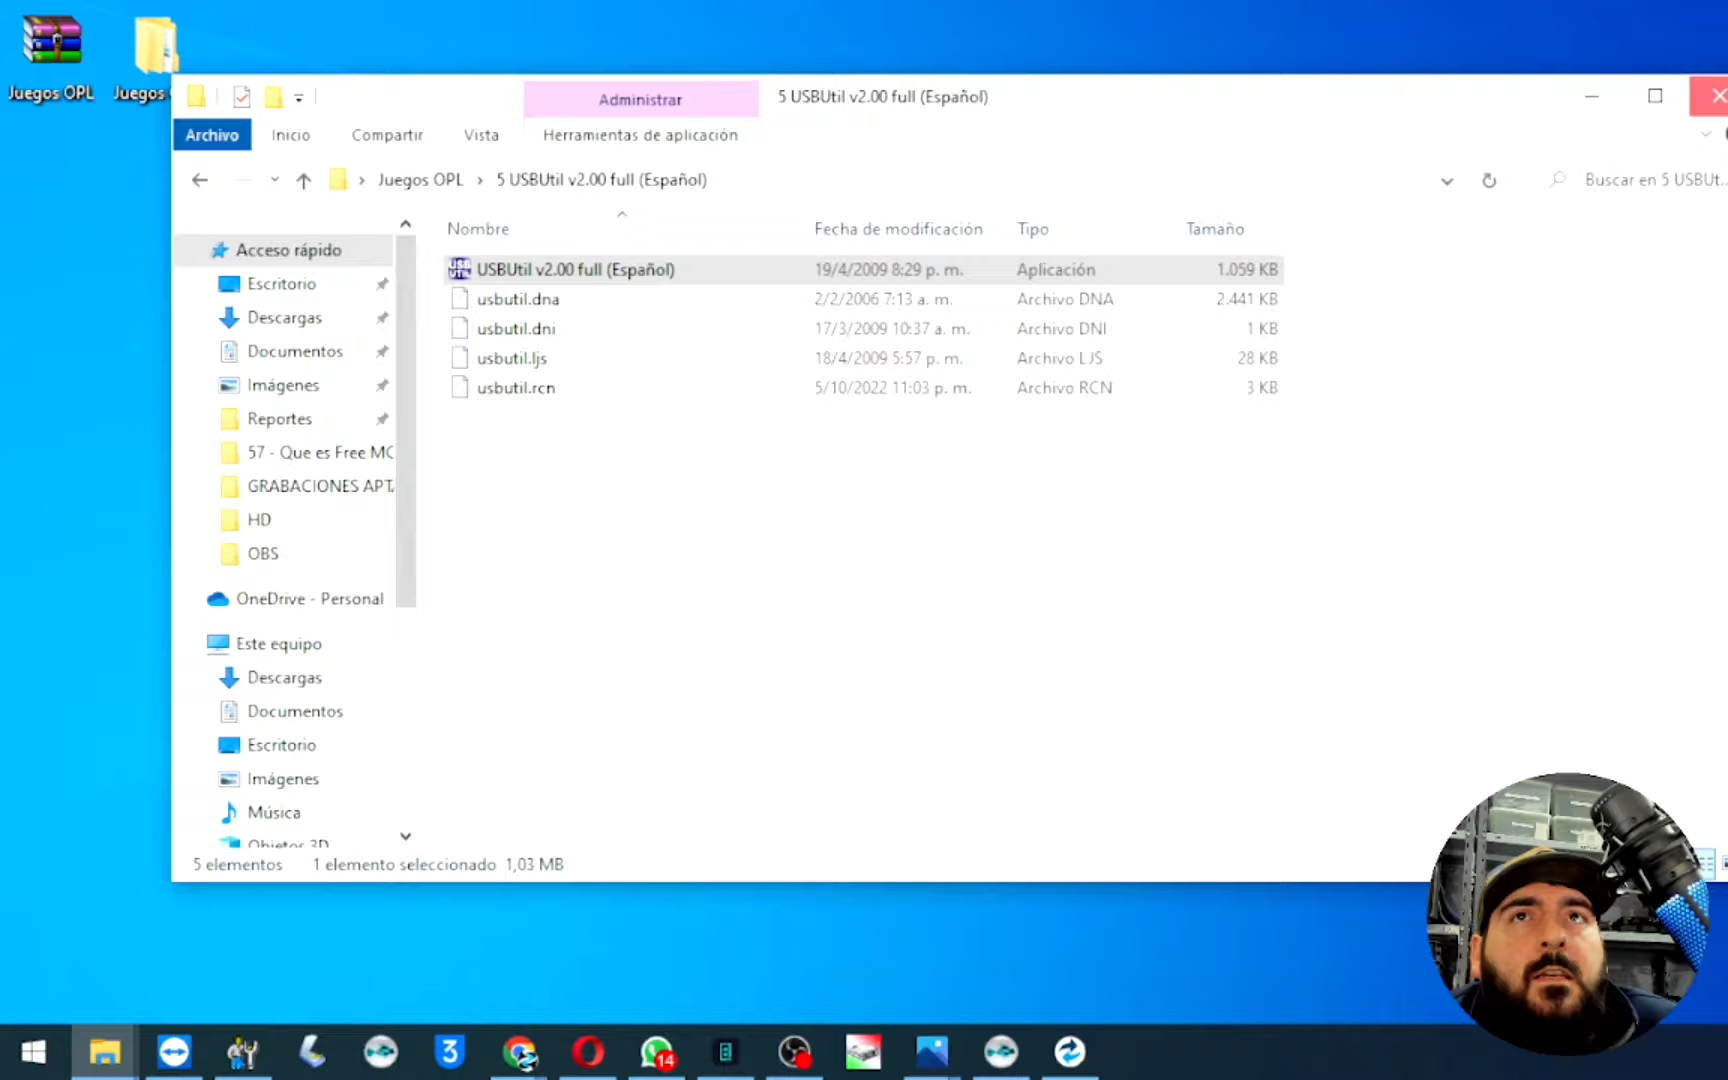 Juegos OPL
Juegos
Administrar
5 USBUtil v2.00 full (Español)
Archivo
Inicio
Compartir
Vista
Herramientas de aplicación
Juegos OPL › 5 USBUtil v2.00 full (Español)
Buscar en 5 USBUt...
Nombre
Fecha de modificación
Tipo
Tamaño
USBUtil v2.00 full (Español) 19/4/2009 8:29 p. m. Aplicación 1.059 KB
usbutil.dna 2/2/2006 7:13 a. m. Archivo DNA 2.441 KB
usbutil.dni 17/3/2009 10:37 a. m. Archivo DNI 1 KB
usbutil.ljs 18/4/2009 5:57 p. m. Archivo LJS 28 KB
usbutil.rcn 5/10/2022 11:03 p. m. Archivo RCN 3 KB
Acceso rápido
Escritorio
Descargas
Documentos
Imágenes
Reportes
57 - Que es Free MC
GRABACIONES APT
HD
OBS
OneDrive - Personal
Este equipo
Descargas
Documentos
Escritorio
Imágenes
Música
Objetos 3D
5 elementos 1 elemento seleccionado 1,03 MB
3
14